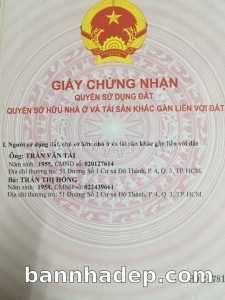 GIẤY CHỨNG NHẬN
QUYỀN SỬ DỤNG ĐẤT
QUYỀN SỞ HỮU NHÀ Ở VÀ TÀI SẢN KHÁC GẮN LIỀN VỚI ĐẤT
I. Người sử dụng đất, chủ sở hữu nhà ở và tài sản khác gắn liền với đất
Ông: TRẦN VĂN TÀI
Năm sinh: 1955, CMND số: 020127614
Địa chỉ thường trú: 51 Đường Số 1 Cư xá Đô Thành, P. 4, Q. 3, TP. HCM.
Bà: TRẦN THỊ HỒNG
Năm sinh: 1958, CMND số: 022439661
Địa chỉ thường trú: 51 Đường Số 1 Cư xá Đô Thành, P. 4, Q. 3, TP. HCM.
bannhadep.com